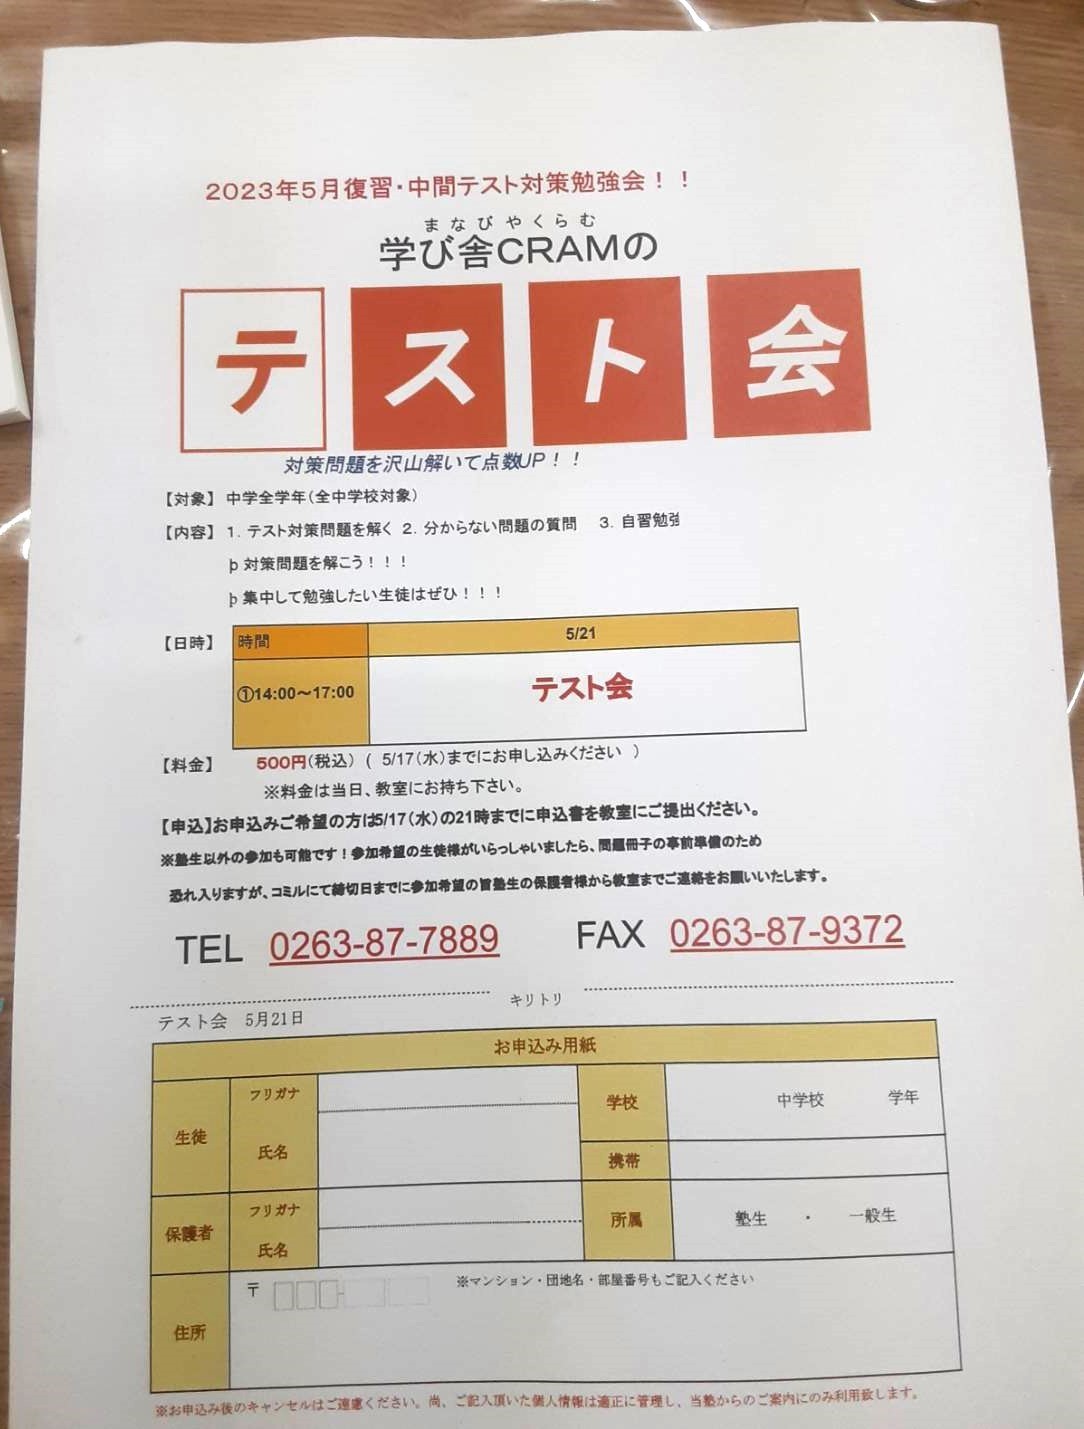 2023年5月復習・中間テスト対策勉強会！！
まなびやくらむ
学び舎CRAMの
テスト会
対策問題を沢山解いて点数UP！！
【対象】 中学全学年（全中学校対象）
【内容】 1．テスト対策問題を解く 2．分からない問題の質問 3．自習勉強
þ 対策問題を解こう！！！
þ 集中して勉強したい生徒はぜひ！！！
【日時】 時間 5/21
①14:00～17:00 テスト会
【料金】 500円（税込）（ 5/17（水）までにお申し込みください ）
※料金は当日、教室にお持ち下さい。
【申込】お申込みご希望の方は5/17（水）の21時までに申込書を教室にご提出ください。
※塾生以外の参加も可能です！参加希望の生徒様がいらっしゃいましたら、問題冊子の事前準備のため
恐れ入りますが、コミルにて締切日までに参加希望の旨塾生の保護者様から教室までご連絡をお願いいたします。
TEL 0263-87-7889 FAX 0263-87-9372
キリトリ
テスト会 5月21日
お申込み用紙
生徒 フリガナ 学校 中学校 学年
氏名 携帯
保護者 フリガナ 所属 塾生 ・ 一般生
氏名
住所 〒 ※マンション・団地名・部屋番号もご記入ください
※お申込み後のキャンセルはご遠慮ください。尚、ご記入頂いた個人情報は適正に管理し、当塾からのご案内にのみ利用致します。